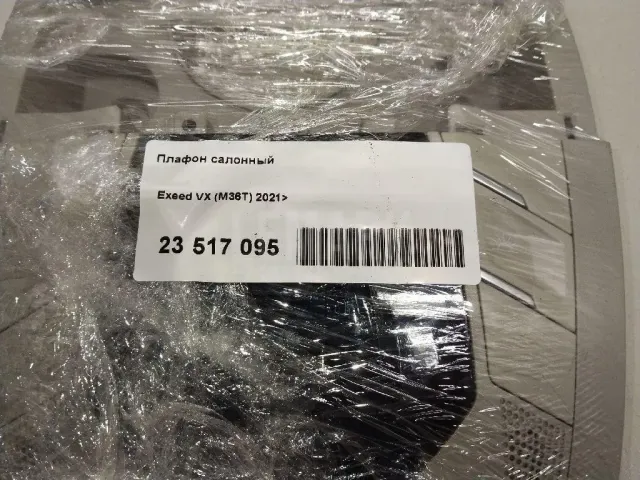 Плафон салонный
Exeed VX (M36T) 2021>
23 517 095